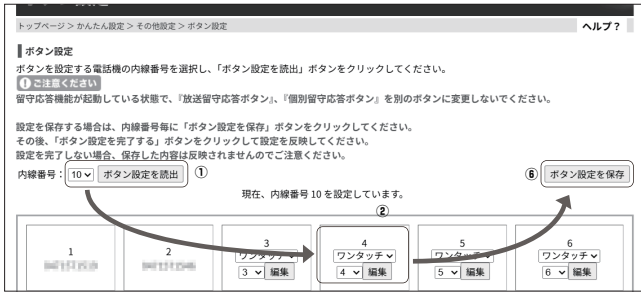 トップページ > かんたん設定 > その他設定 > ボタン設定
ヘルプ？
ボタン設定
ボタンを設定する電話機の内線番号を選択し、「ボタン設定を読出」ボタンをクリックしてください。
! ご注意ください
留守応答機能が起動している状態で、『放送留守応答ボタン』、『個別留守応答ボタン』を別のボタンに変更しないでください。
設定を保存する場合は、内線番号毎に「ボタン設定を保存」ボタンをクリックしてください。
その後、「ボタン設定を完了する」ボタンをクリックして設定を反映してください。
設定を完了しない場合、保存した内容は反映されませんのでご注意ください。
内線番号： 10 ボタン設定を読出 ① ⑥ ボタン設定を保存
現在、内線番号 10 を設定しています。
②
1 2 3 4 5 6
ワンタッチ ワンタッチ ワンタッチ ワンタッチ
3 編集 4 編集 5 編集 6 編集